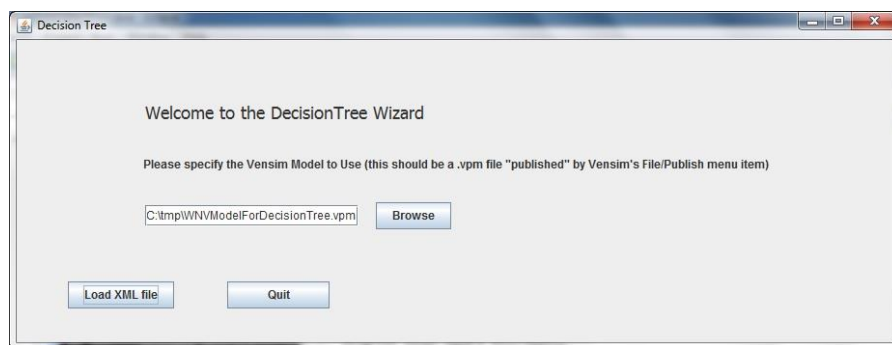 Decision Tree
Welcome to the DecisionTree Wizard
Please specify the Vensim Model to Use (this should be a .vpm file "published" by Vensim's File/Publish menu item)
C:\tmp\WNVModelForDecisionTree.vpm
Browse
Load XML file
Quit